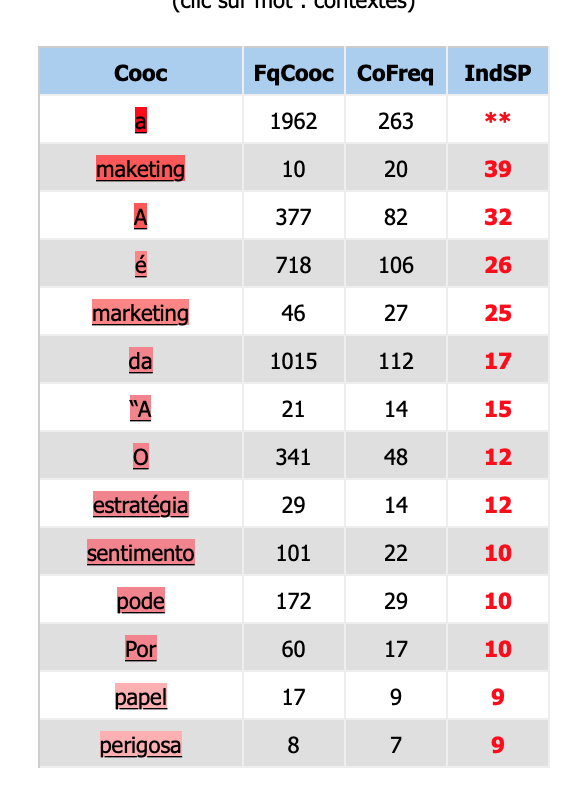 (clic sur mot : contextes)
Cooc FqCooc CoFreq IndSP
a 1962 263 **
maketing 10 20 39
A 377 82 32
é 718 106 26
marketing 46 27 25
da 1015 112 17
“A 21 14 15
O 341 48 12
estratégia 29 14 12
sentimento 101 22 10
pode 172 29 10
Por 60 17 10
papel 17 9 9
perigosa 8 7 9